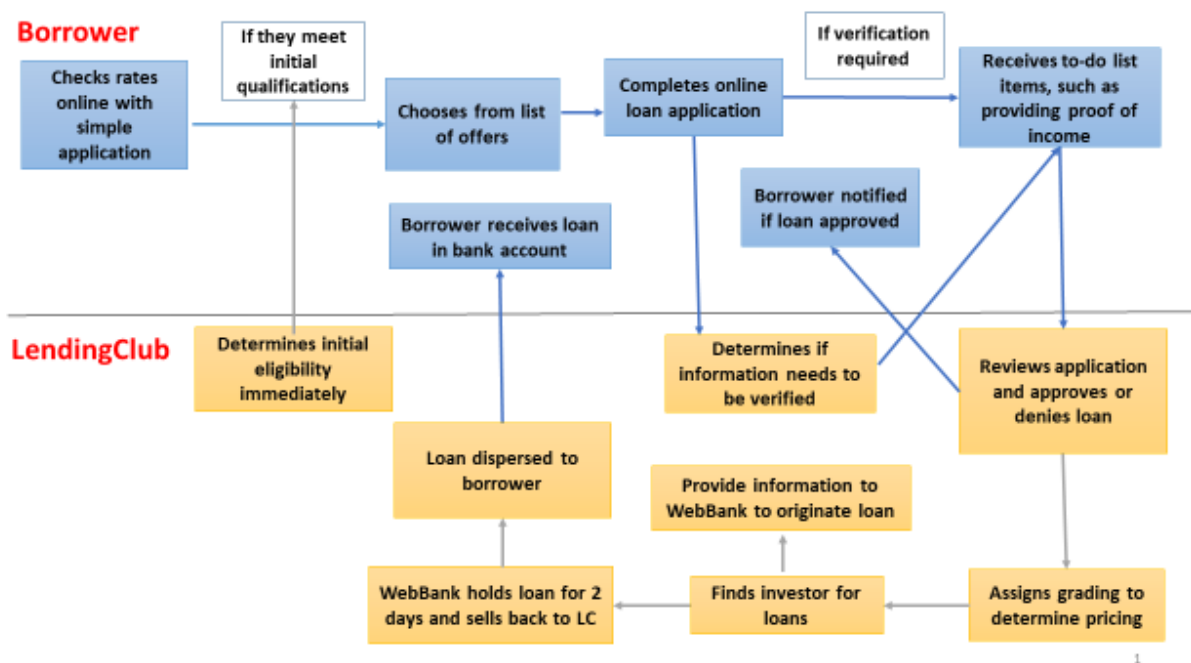 Borrower
If they meet
initial
qualifications
If verification
required
Checks rates
online with
simple
application
Chooses from list
of offers
Completes online
loan application
Receives to-do list
items, such as
providing proof of
income
Borrower receives loan
in bank account
Borrower notified
if loan approved
LendingClub
Determines initial
eligibility
immediately
Determines if
information needs to
be verified
Reviews application
and approves or
denies loan
Loan dispersed to
borrower
Provide information to
WebBank to originate loan
WebBank holds loan for 2
days and sells back to LC
Finds investor for
loans
Assigns grading to
determine pricing
1